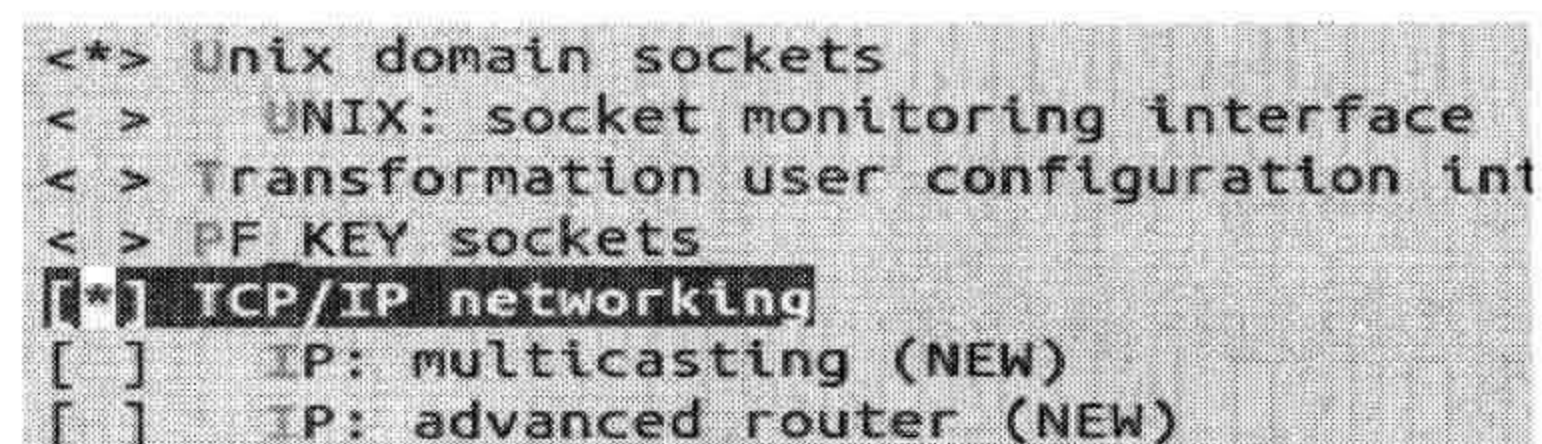 <*> Unix domain sockets
< >   UNIX: socket monitoring interface
< > Transformation user configuration int
< > PF_KEY sockets
[*] TCP/IP networking
[ ]   IP: multicasting (NEW)
[ ]   IP: advanced router (NEW)